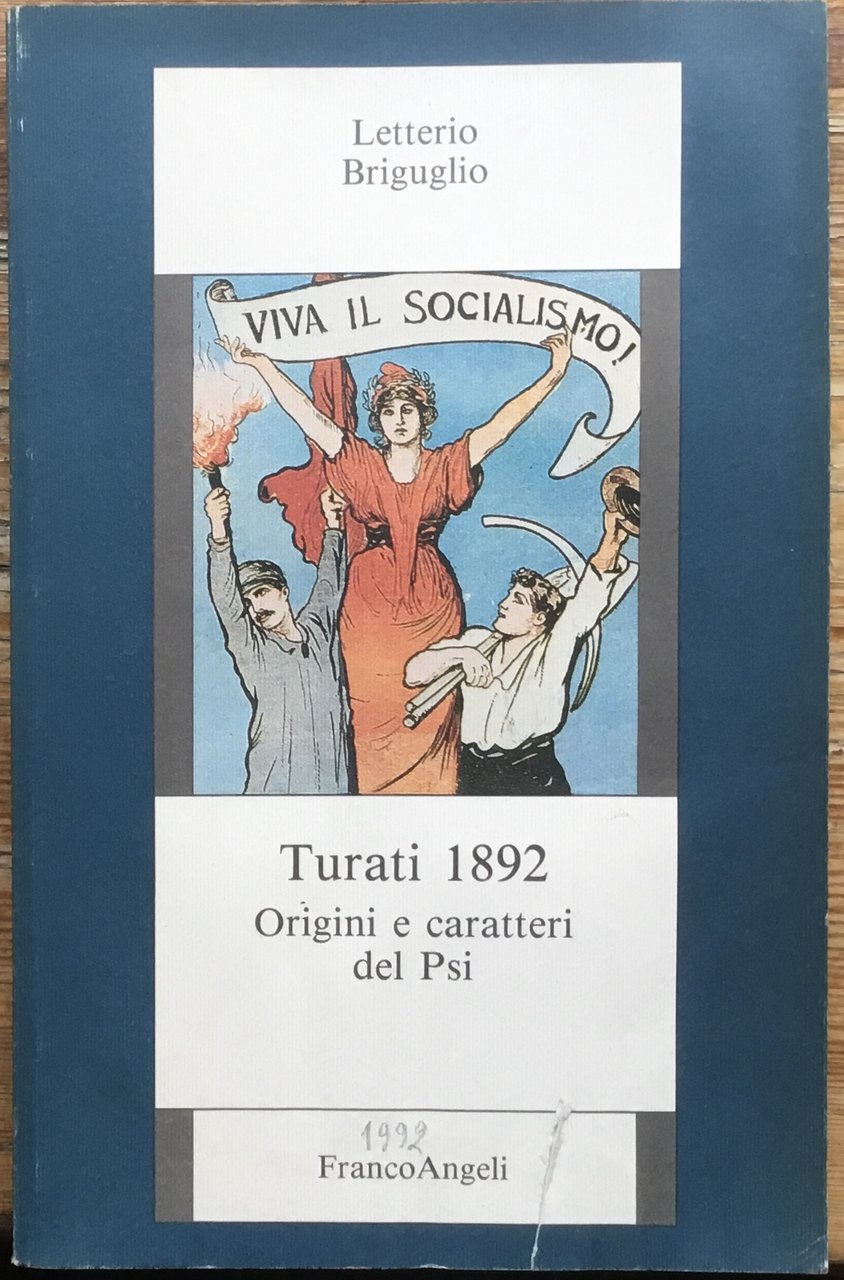 Letterio
Briguglio
VIVA IL SOCIALISMO!
Turati 1892
Origini e caratteri
del Psi
1992
FrancoAngeli